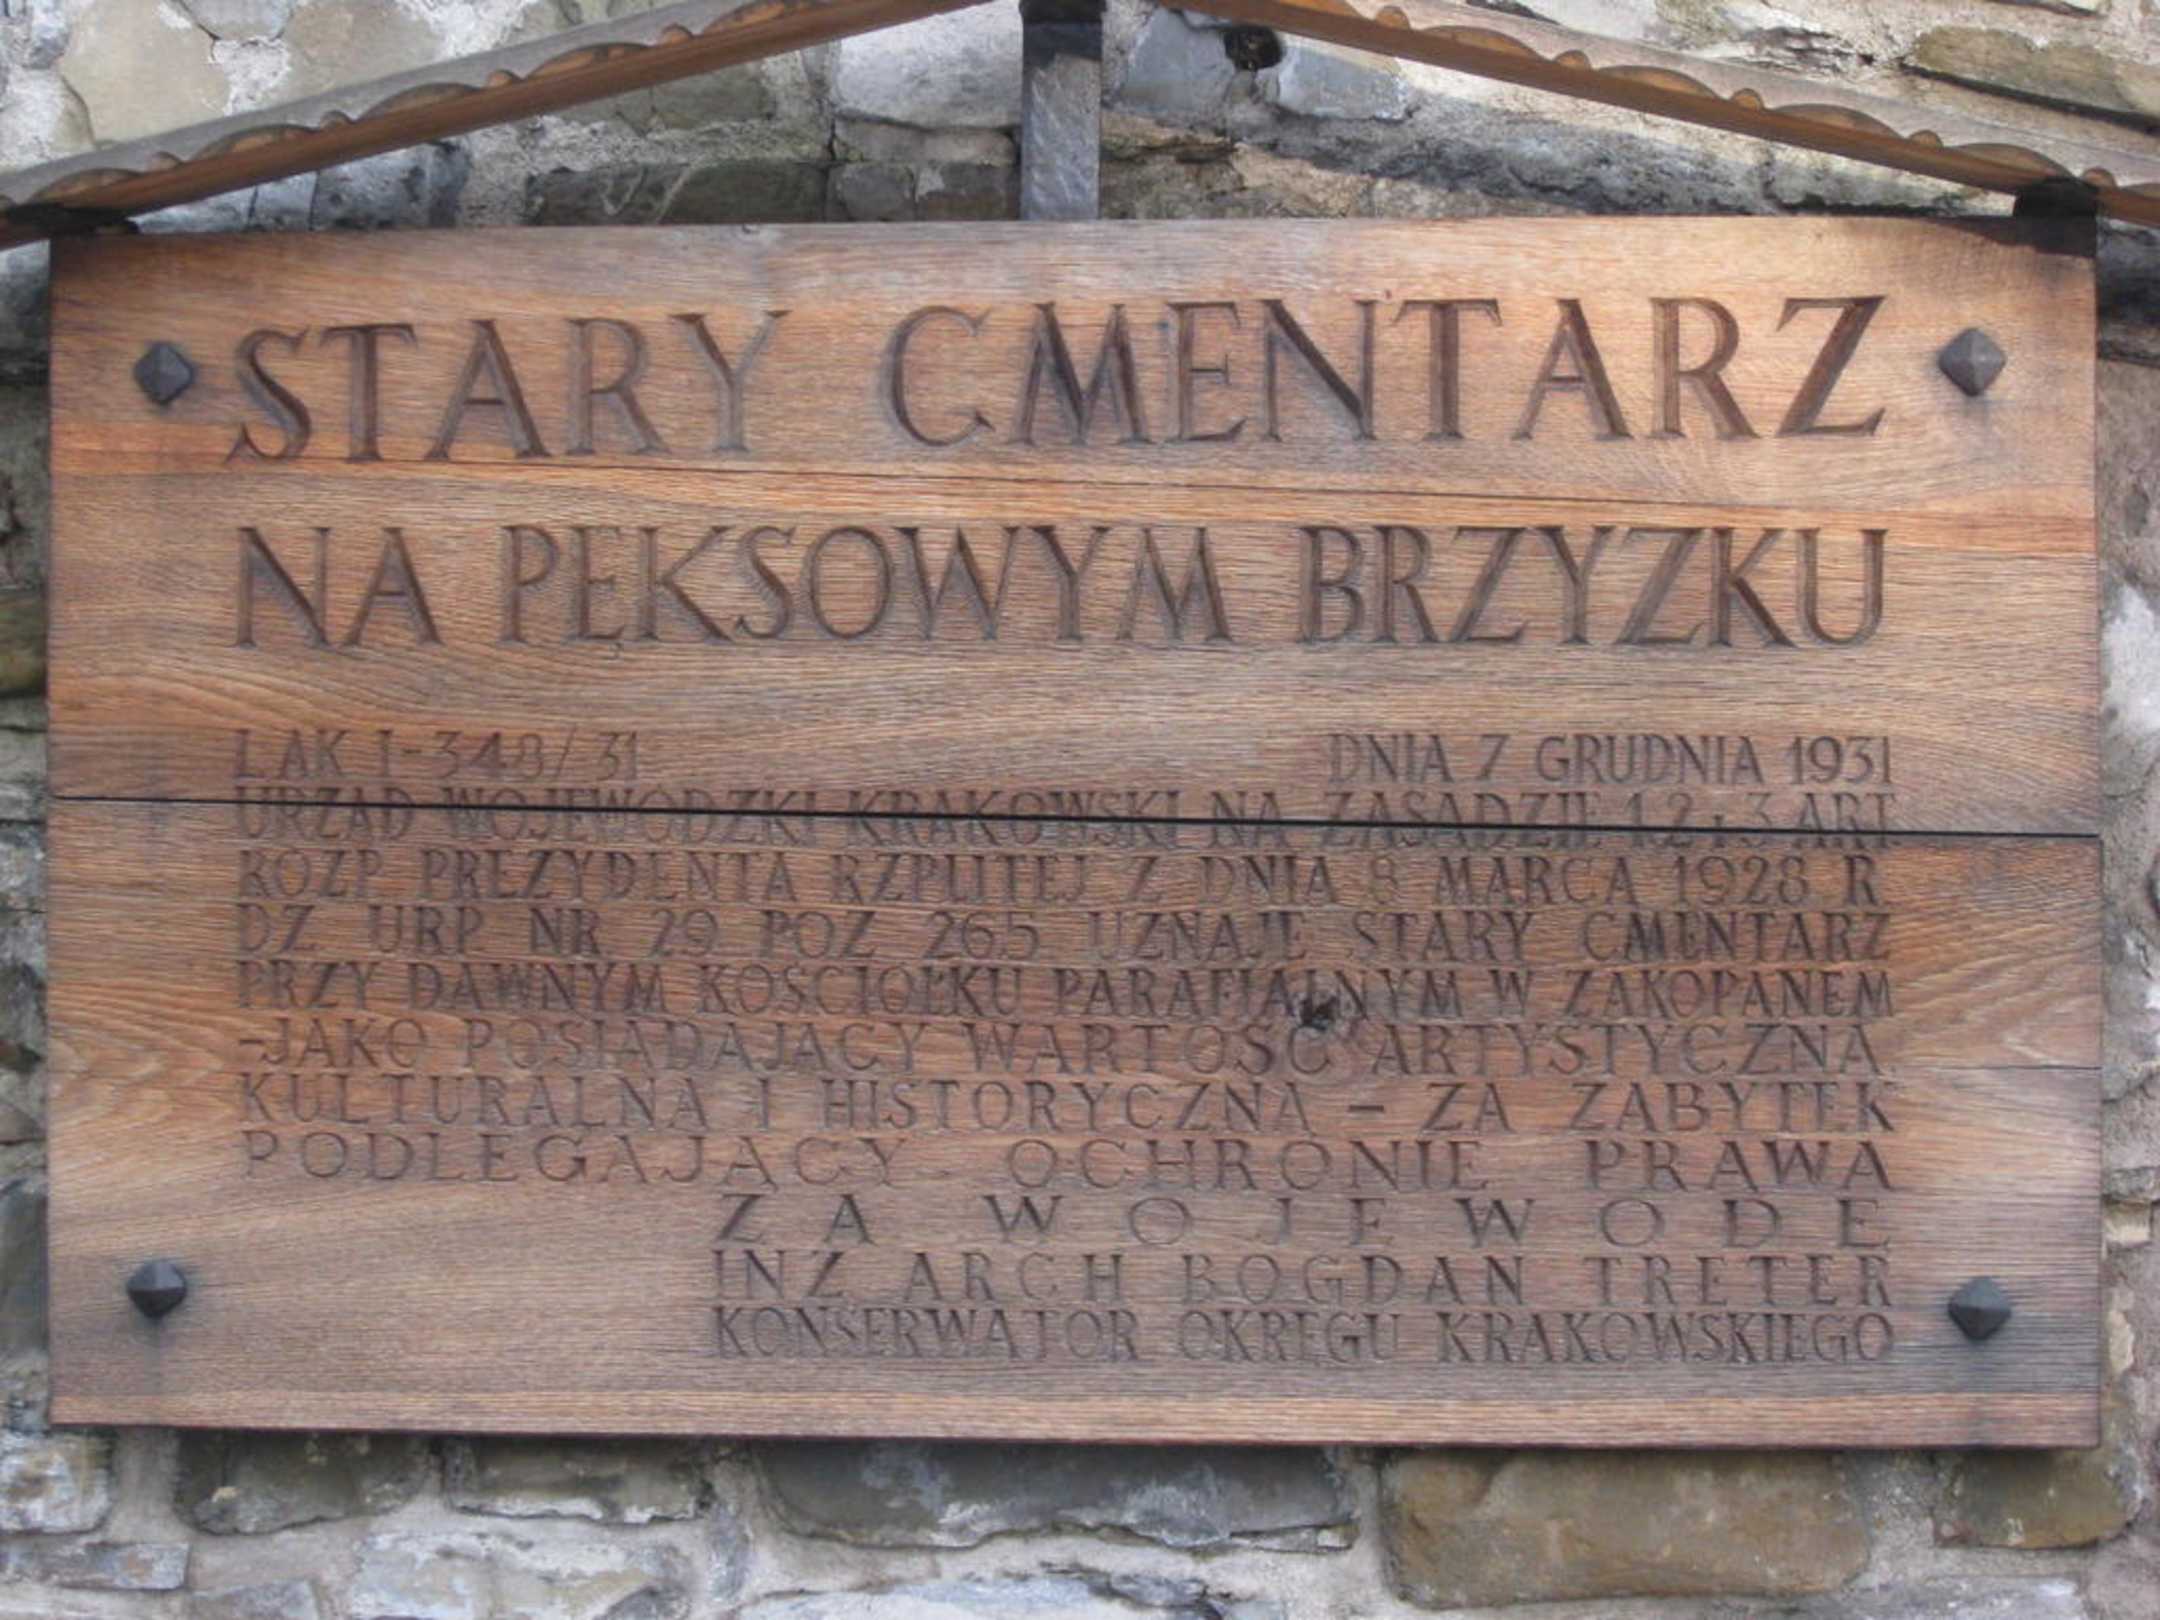 STARY CMENTARZ
NA PĘKSOWYM BRZYZKU
LAK I-348/31 DNIA 7 GRUDNIA 1931
URZĄD WOJEWÓDZKI KRAKOWSKI NA ZASADZIE 1.2 i 3 ART.
ROZP PREZYDENTA RZPLITEJ Z DNIA 8 MARCA 1928 R
DZ URP NR 29 POZ 265 UZNAJE STARY CMENTARZ
PRZY DAWNYM KOŚCIÓŁKU PARAFJALNYM W ZAKOPANEM
-JAKO POSIADAJĄCY WARTOŚĆ ARTYSTYCZNĄ
KULTURALNĄ I HISTORYCZNĄ – ZA ZABYTEK
PODLEGAJĄCY OCHRONIE PRAWA
ZA WOJEWODĘ
INŻ ARCH BOGDAN TRETER
KONSERWATOR OKRĘGU KRAKOWSKIEGO